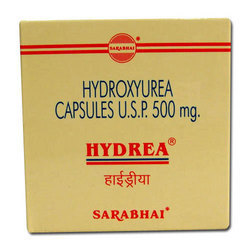 SARABHAI
HYDROXYUREA
CAPSULES U.S.P. 500 mg.
HYDREA®
हाईड्रीया
SARABHAI®